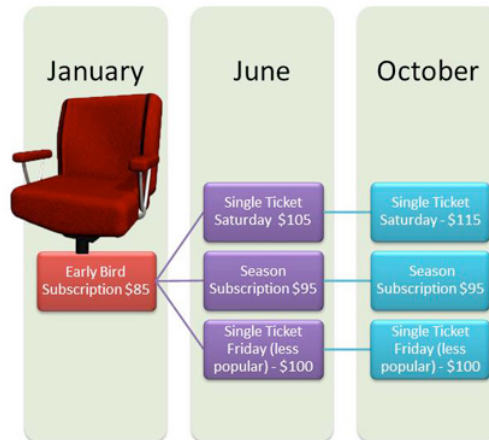 January
June
October
Early Bird
Subscription $85
Single Ticket
Saturday $105
Season
Subscription $95
Single Ticket
Friday (less
popular) - $100
Single Ticket
Saturday - $115
Season
Subscription $95
Single Ticket
Friday (less
popular) - $100